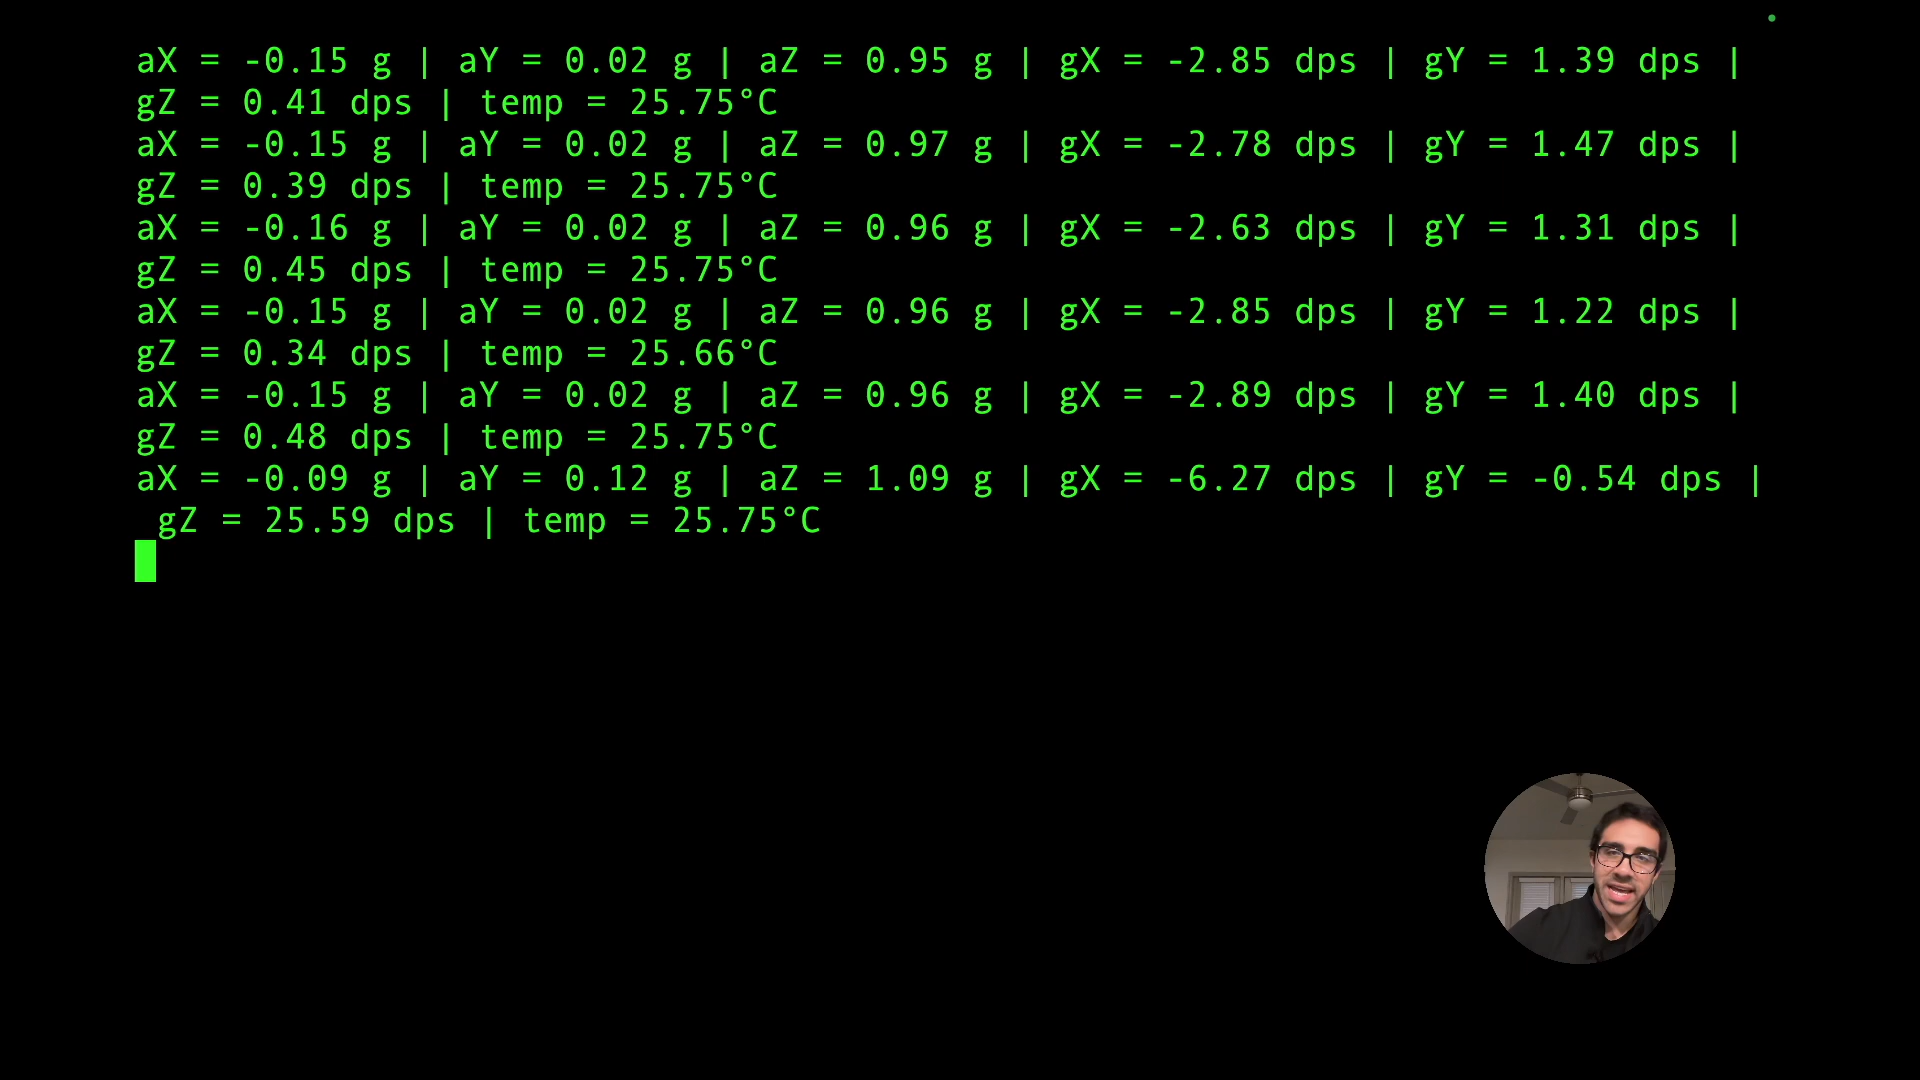 aX = -0.15 g | aY = 0.02 g | aZ = 0.95 g | gX = -2.85 dps | gY = 1.39 dps |
gZ = 0.41 dps | temp = 25.75°C
aX = -0.15 g | aY = 0.02 g | aZ = 0.97 g | gX = -2.78 dps | gY = 1.47 dps |
gZ = 0.39 dps | temp = 25.75°C
aX = -0.16 g | aY = 0.02 g | aZ = 0.96 g | gX = -2.63 dps | gY = 1.31 dps |
gZ = 0.45 dps | temp = 25.75°C
aX = -0.15 g | aY = 0.02 g | aZ = 0.96 g | gX = -2.85 dps | gY = 1.22 dps |
gZ = 0.34 dps | temp = 25.66°C
aX = -0.15 g | aY = 0.02 g | aZ = 0.96 g | gX = -2.89 dps | gY = 1.40 dps |
gZ = 0.48 dps | temp = 25.75°C
aX = -0.09 g | aY = 0.12 g | aZ = 1.09 g | gX = -6.27 dps | gY = -0.54 dps |
gZ = 25.59 dps | temp = 25.75°C